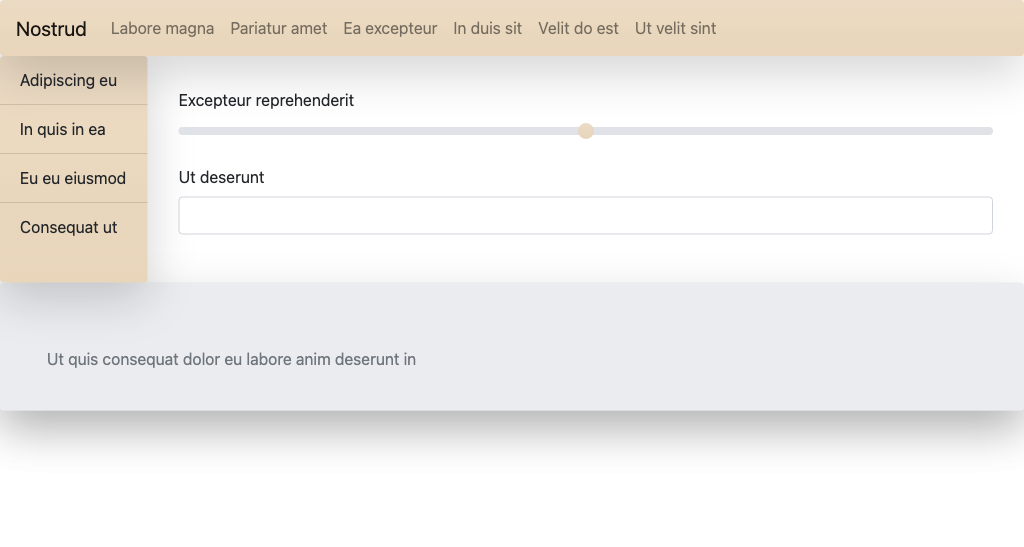 Nostrud Labore magna Pariatur amet Ea excepteur In duis sit Velit do est Ut velit sint
Adipiscing eu
In quis in ea
Eu eu eiusmod
Consequat ut
Excepteur reprehenderit
Ut deserunt
Ut quis consequat dolor eu labore anim deserunt in